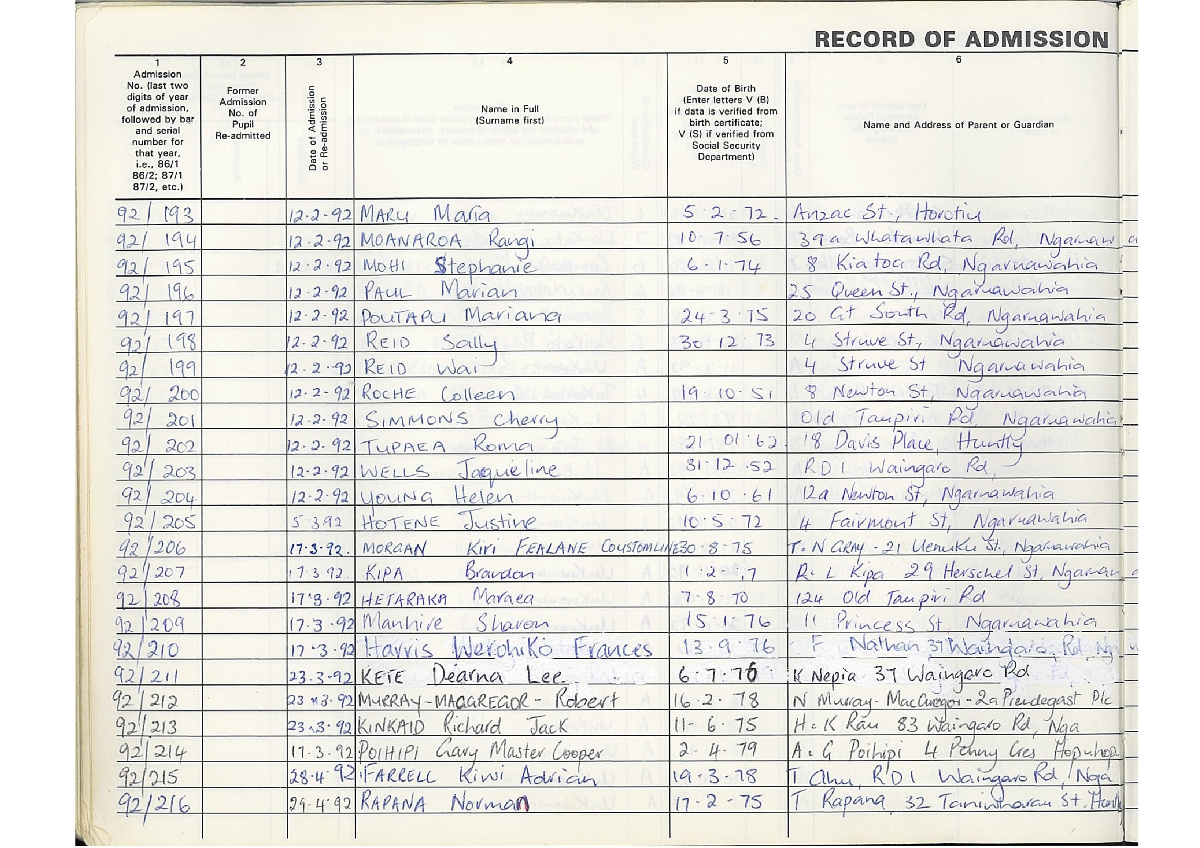 RECORD OF ADMISSION
1 2 3 4 5 6
Admission No. (last two digits of year of admission, followed by bar and serial number for that year, i.e., 86/1 86/2; 87/1 87/2, etc.)
Former Admission No. of Pupil Re-admitted
Date of Admission or Re-admission
Name in Full (Surname first)
Date of Birth (Enter letters V (B) if data is verified from birth certificate; V (S) if verified from Social Security Department)
Name and Address of Parent or Guardian
92/193 12·2·92 MARU Maria 5·2·72. Anzac St., Horotiu
92/194 12·2·92 MOANAROA Rangi 10·7·56 39a Whatawhata Rd, Ngaruawa
92/195 12·2·92 MOHI Stephanie 6·1·74 8 Kiatoa Rd, Ngaruawahia
92/196 12·2·92 PAUL Marian 25 Queen St., Ngaruawahia
92/197 12·2·92 POUTAPU Mariana 24·3·75 20 Gt South Rd, Ngaruawahia
92/198 12·2·92 REID Sally 30·12·73 4 Struve St., Ngaruawahia
92/199 12·2·92 REID Wai 4 Struve St Ngaruawahia
92/200 12·2·92 ROCHE Colleen 19·10·51 8 Newton St, Ngaruawahia
92/201 12·2·92 SIMMONS Cherry Old Taupiri Rd, Ngaruawahia
92/202 12·2·92 TUPAEA Roma 21·01·62 18 Davis Place, Huntly
92/203 12·2·92 WELLS Jaqueline 31·12·52 RD1 Waingaro Rd,
92/204 12·2·92 YOUNG Helen 6·10·61 12a Newton St, Ngaruawahia
92/205 5·3·92 HOTENE Justine 10·5·72 4 Fairmont St, Ngaruawahia
92/206 17·3·92. MORGAN Kiri FEALANE COUSTOMLINE 30·8·75 T. N GRAY - 21 Uenuku St., Ngaruawahia
92/207 17·3·92. KIPA Brandon R. L Kipa 29 Herschel St, Ngaruawa
92/208 17·3·92 HETARAKA Maraea 7·8·70 124 Old Taupiri Rd
92/209 17·3·92 Manhire Sharon 15·1·76 11 Princess St, Ngaruawahia
92/210 17·3·92 Harris Werohiko Frances 13·9·76 F Nathan 37 Waingaro Rd, Ng
92/211 23.3.92 KETE Dearna Lee 6·7·76 K Nepia 37 Waingaro Rd
92/212 23·3·92 MURRAY-MACGREGOR- Robert 16·2·78 N Murray-MacGregor - 2a Prendegast Plc
92/213 23·3·92 KINKAID Richard Jack 11-6·75 H·K Rau 83 Waingaro Rd, Nga
92/214 17·3·92 POIHIPI Gary Master Cooper 2·4·79 A·G Poihipi 4 Penny Cres Hopuhop
92/215 28·4·92 FARRELL Kiwi Adrian 19·3·78 RD1 Waingaro Rd, Nga
92/216 29·4·92 RAPANA Norman 17·2·75 T Rapana, 32 Taniwharau St. Huntl